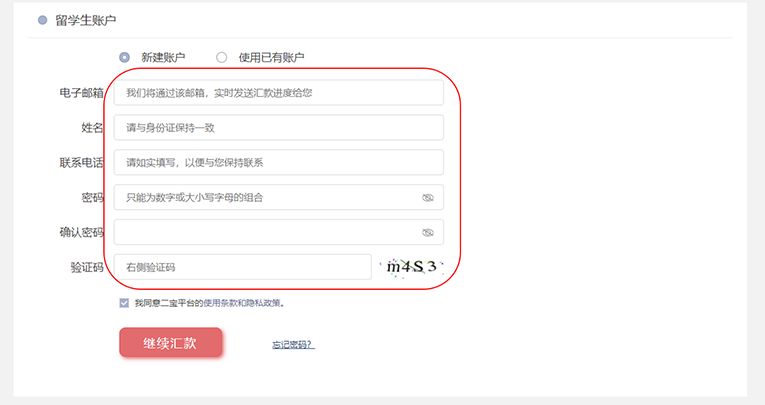 留学生账户
新建账户 使用已有账户
电子邮箱 我们将通过该邮箱，实时发送汇款进度给您
姓名 请与身份证保持一致
联系电话 请如实填写，以便与您保持联系
密码 只能为数字或大小写字母的组合
确认密码
验证码 右侧验证码 m4S3
我同意二宝平台的使用条款和隐私政策。
继续汇款 忘记密码？